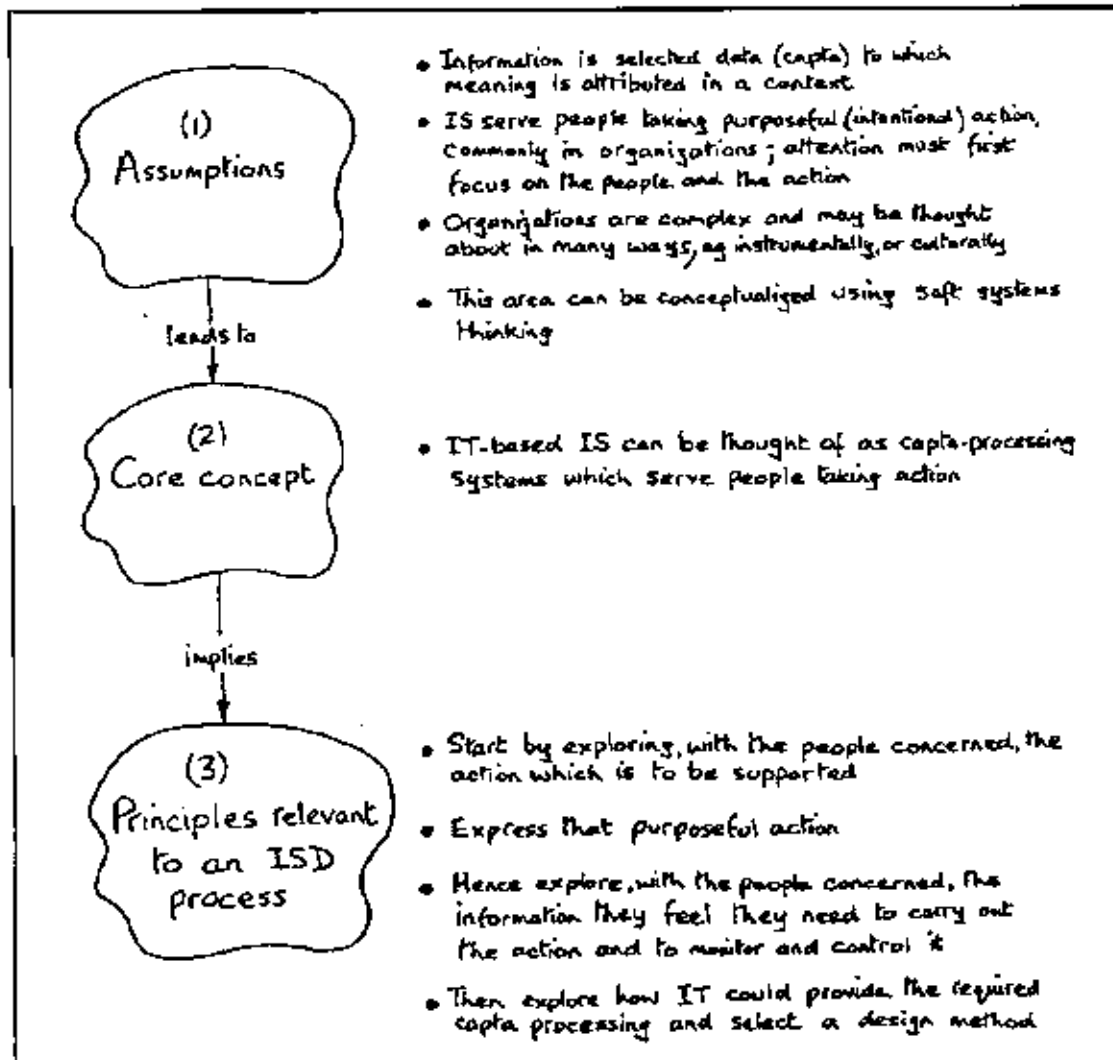 (1)
Assumptions
• Information is selected data (capta) to which
meaning is attributed in a context
• IS serve people taking purposeful (intentional) action,
commonly in organizations; attention must first
focus on the people and the action
• Organizations are complex and may be thought
about in many ways, eg instrumentally, or culturally
• This area can be conceptualized using soft systems
thinking
leads to
(2)
Core concept
• IT-based IS can be thought of as capta-processing
systems which serve people taking action
implies
(3)
Principles relevant
to an ISD
process
• Start by exploring, with the people concerned, the
action which is to be supported
• Express that purposeful action
• Hence explore, with the people concerned, the
information they feel they need to carry out
the action and to monitor and control it
• Then explore how IT could provide the required
capta processing and select a design method